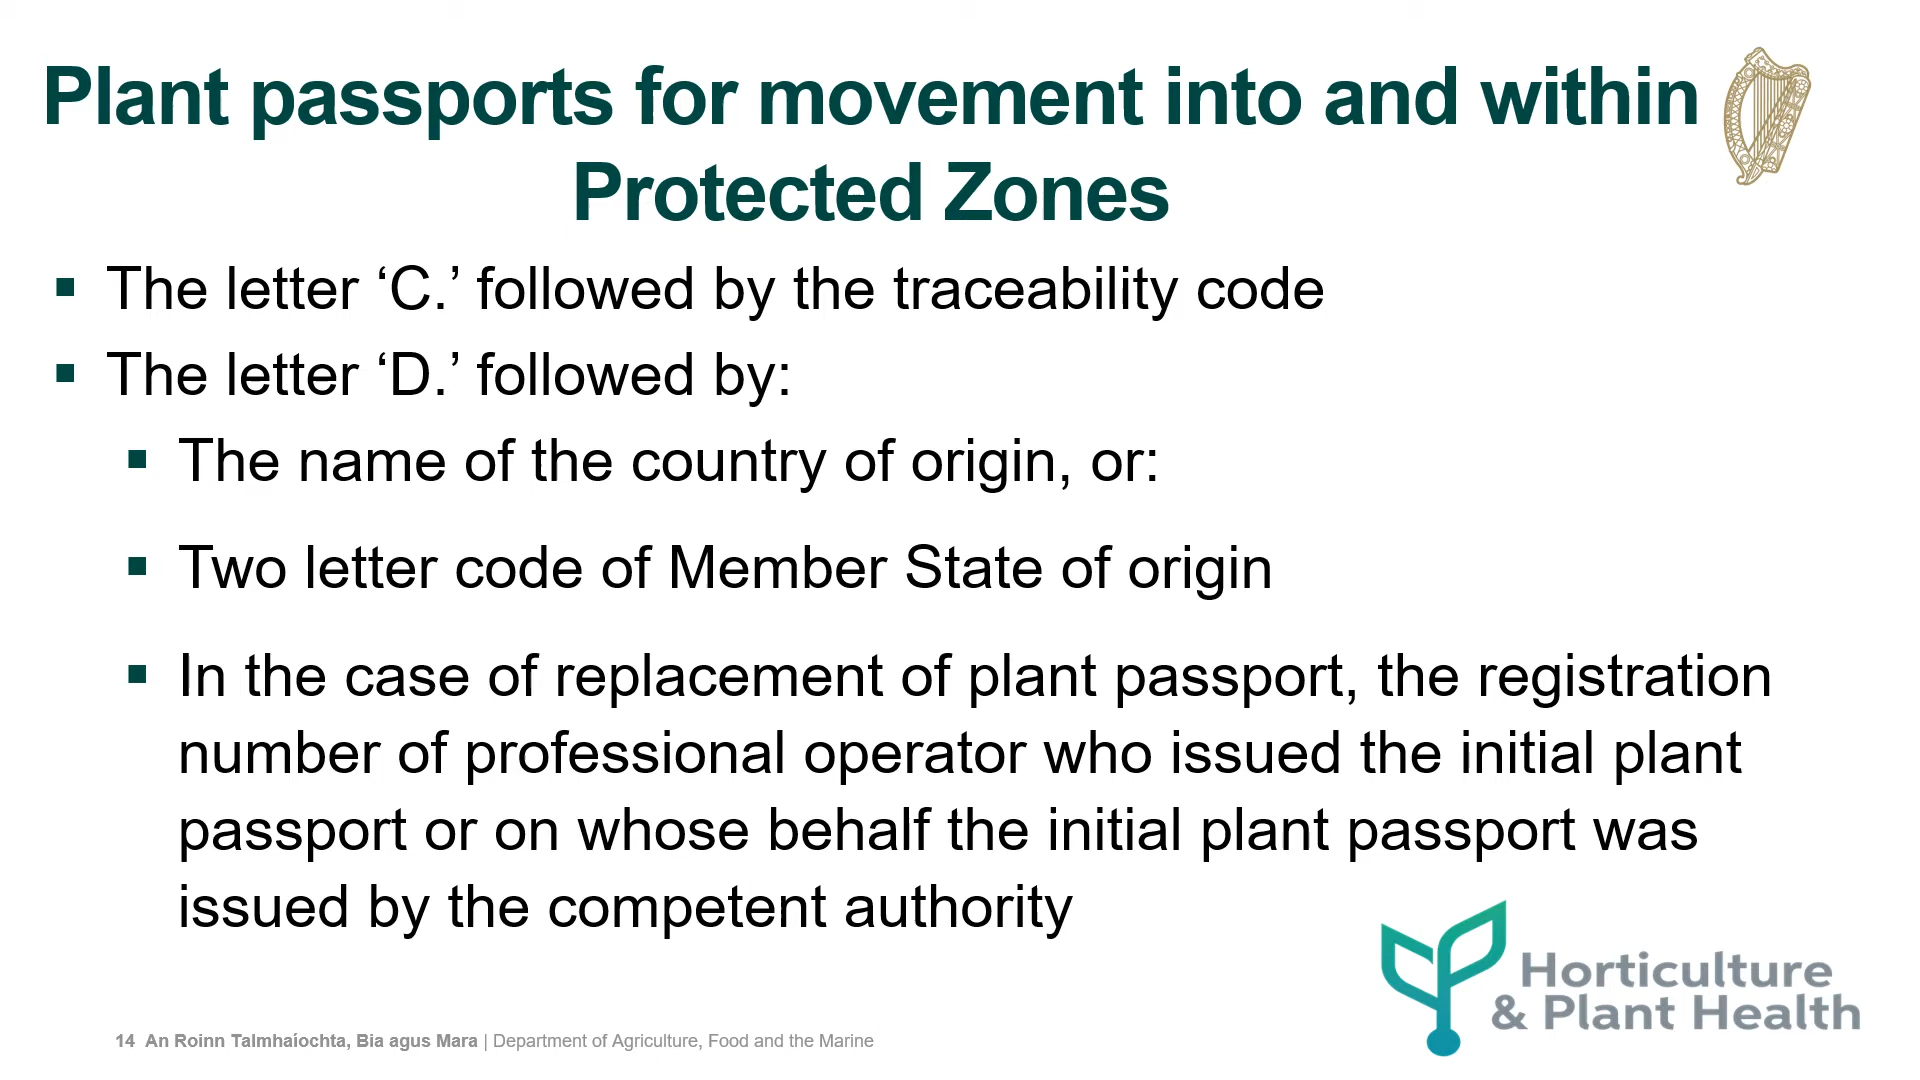 Plant passports for movement into and within
Protected Zones
▪ The letter ‘C.’ followed by the traceability code
▪ The letter ‘D.’ followed by:
▪ The name of the country of origin, or:
▪ Two letter code of Member State of origin
▪ In the case of replacement of plant passport, the registration
number of professional operator who issued the initial plant
passport or on whose behalf the initial plant passport was
issued by the competent authority
Horticulture
& Plant Health
14 An Roinn Talmhaíochta, Bia agus Mara | Department of Agriculture, Food and the Marine